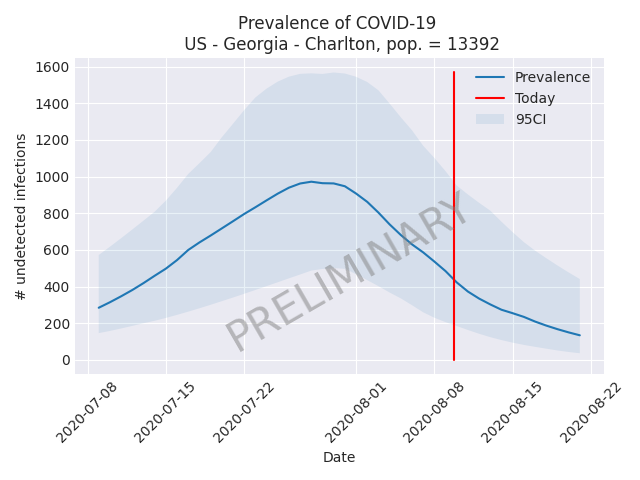 Prevalence of COVID-19
US - Georgia - Charlton, pop. = 13392
1600
1400
1200
1000
800
600
400
200
0
# undetected infections
Prevalence
Today
95CI
PRELIMINARY
2020-07-08
2020-07-15
2020-07-22
2020-08-01
2020-08-08
2020-08-15
2020-08-22
Date